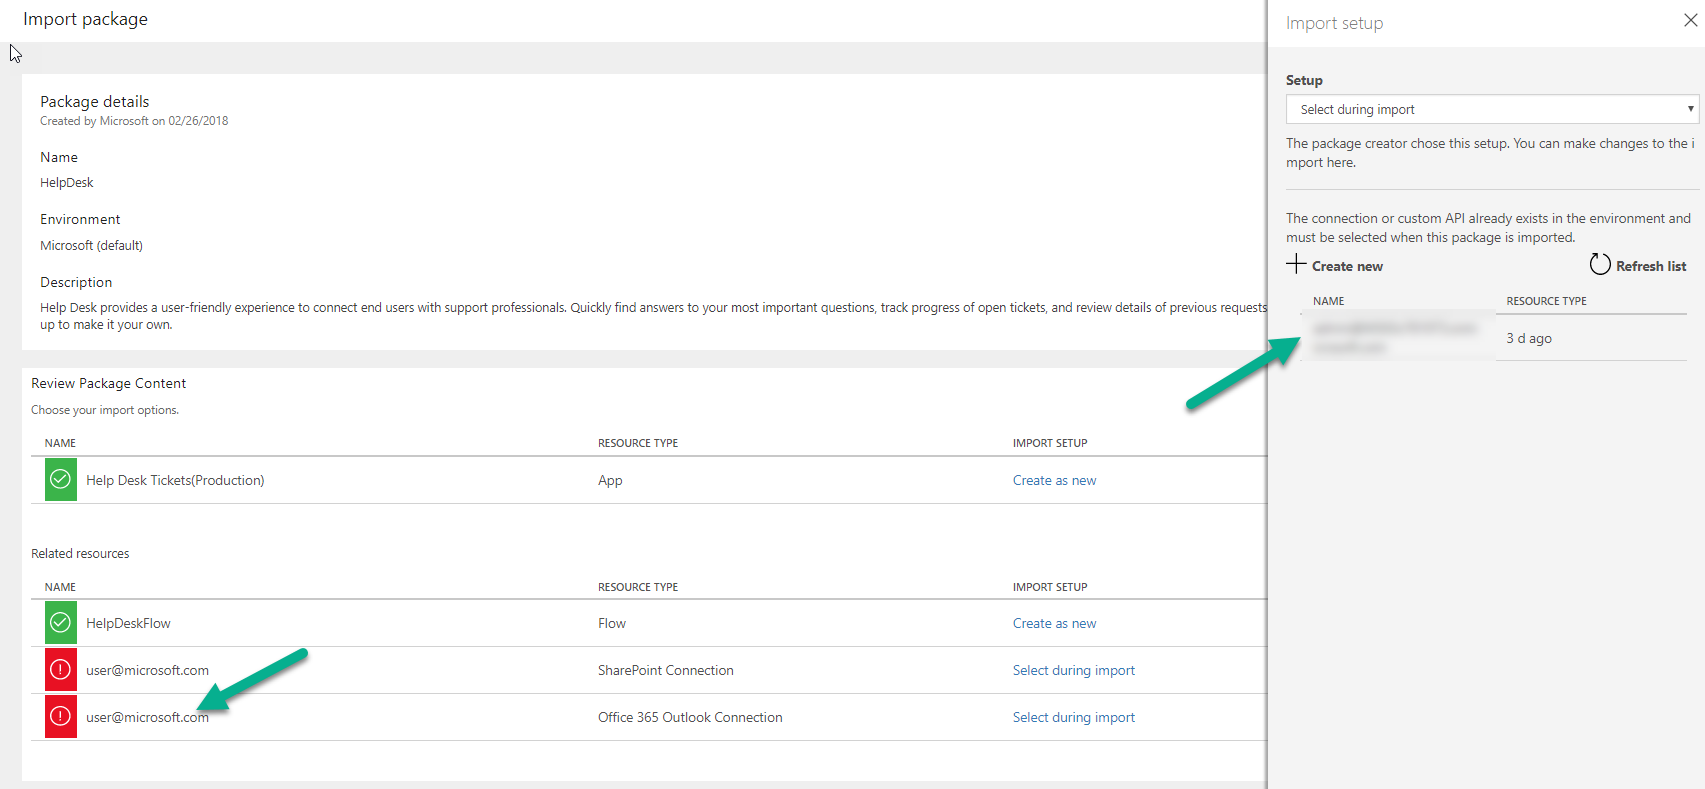 Import package
Package details
Created by Microsoft on 02/26/2018
Name
HelpDesk
Environment
Microsoft (default)
Description
Help Desk provides a user-friendly experience to connect end users with support professionals. Quickly find answers to your most important questions, track progress of open tickets, and review details of previous requests
up to make it your own.
Review Package Content
Choose your import options.
NAME RESOURCE TYPE IMPORT SETUP
Help Desk Tickets(Production) App Create as new
Related resources
NAME RESOURCE TYPE IMPORT SETUP
HelpDeskFlow Flow Create as new
user@microsoft.com SharePoint Connection Select during import
user@microsoft.com Office 365 Outlook Connection Select during import
Import setup
Setup
Select during import
The package creator chose this setup. You can make changes to the i
mport here.
The connection or custom API already exists in the environment and
must be selected when this package is imported.
Create new Refresh list
NAME RESOURCE TYPE
3 d ago